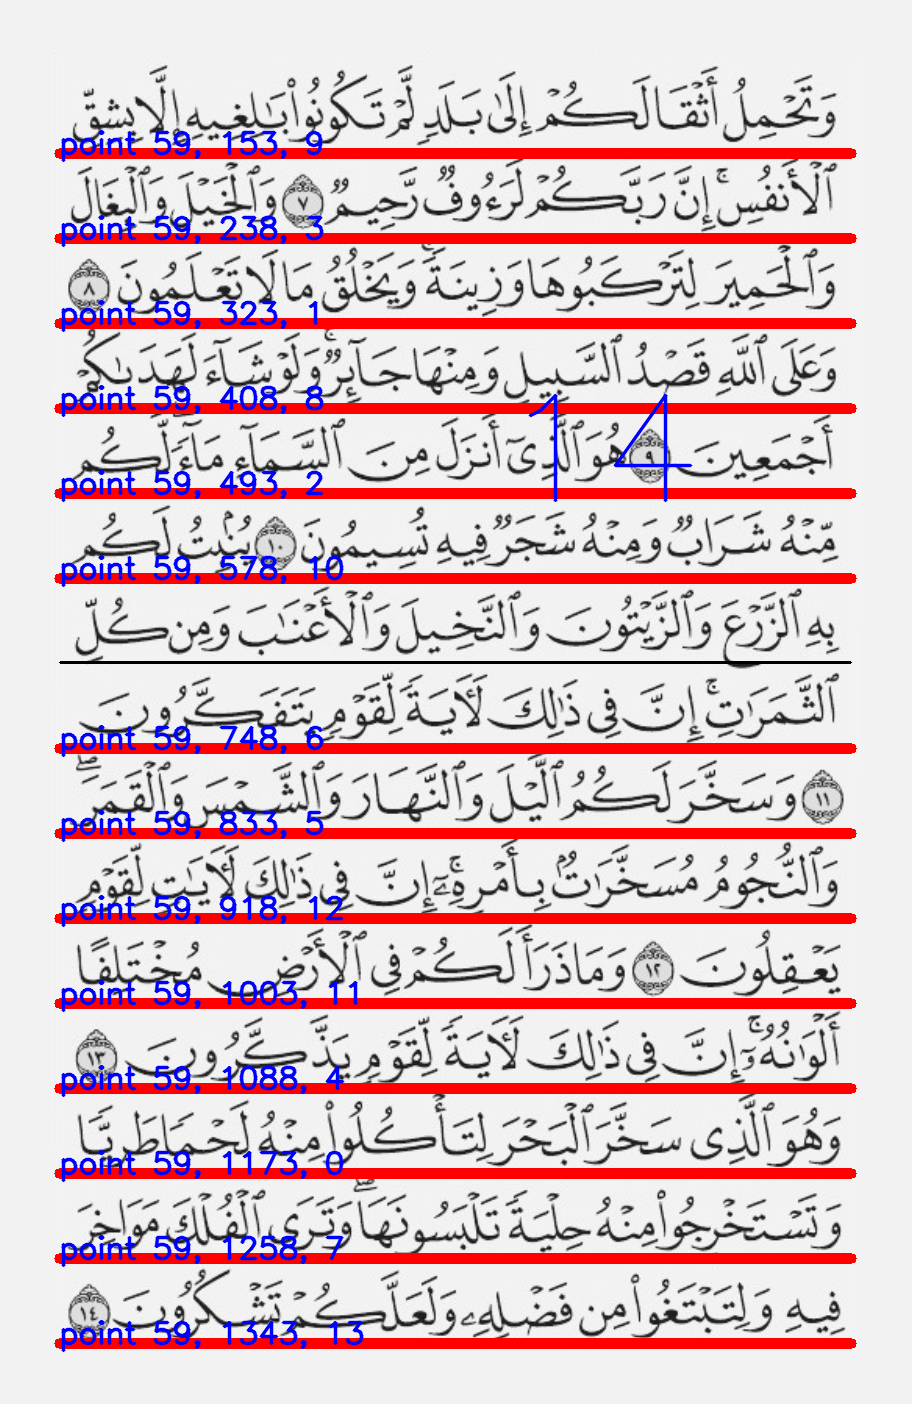 وَتَحْمِلُ أَثْقَالَكُمْ إِلَىٰ بَلَدٍ لَّمْ تَكُونُوا۟ بَـٰلِغِيهِ إِلَّا بِشِقِّ
point 59, 153, 9
ٱلْأَنفُسِ ۚ إِنَّ رَبَّكُمْ لَرَءُوفٌ رَّحِيمٌ ٧ وَٱلْخَيْلَ وَٱلْبِغَالَ
point 59, 238, 3
وَٱلْحَمِيرَ لِتَرْكَبُوهَا وَزِينَةً ۚ وَيَخْلُقُ مَا لَا تَعْلَمُونَ ٨
point 59, 323, 1
وَعَلَى ٱللَّهِ قَصْدُ ٱلسَّبِيلِ وَمِنْهَا جَآئِرٌ ۚ وَلَوْ شَآءَ لَهَدَىٰكُمْ
point 59, 408, 8
14
أَجْمَعِينَ ٩ هُوَ ٱلَّذِىٓ أَنزَلَ مِنَ ٱلسَّمَآءِ مَآءً ۖ لَّكُم
point 59, 493, 2
مِّنْهُ شَرَابٌ وَمِنْهُ شَجَرٌ فِيهِ تُسِيمُونَ ١٠ يُنۢبِتُ لَكُم
point 59, 578, 10
بِهِ ٱلزَّرْعَ وَٱلزَّيْتُونَ وَٱلنَّخِيلَ وَٱلْأَعْنَـٰبَ وَمِن كُلِّ
ٱلثَّمَرَٰتِ ۗ إِنَّ فِى ذَٰلِكَ لَـَٔايَةً لِّقَوْمٍ يَتَفَكَّرُونَ
point 59, 748, 6
١١ وَسَخَّرَ لَكُمُ ٱلَّيْلَ وَٱلنَّهَارَ وَٱلشَّمْسَ وَٱلْقَمَرَ ۖ
point 59, 833, 5
وَٱلنُّجُومُ مُسَخَّرَٰتٌۢ بِأَمْرِهِۦٓ ۗ إِنَّ فِى ذَٰلِكَ لَـَٔايَـٰتٍ لِّقَوْمٍ
point 59, 918, 12
يَعْقِلُونَ ١٢ وَمَا ذَرَأَ لَكُمْ فِى ٱلْأَرْضِ مُخْتَلِفًا
point 59, 1003, 11
أَلْوَٰنُهُۥٓ ۗ إِنَّ فِى ذَٰلِكَ لَـَٔايَةً لِّقَوْمٍ يَذَّكَّرُونَ ١٣
point 59, 1088, 4
وَهُوَ ٱلَّذِى سَخَّرَ ٱلْبَحْرَ لِتَأْكُلُوا۟ مِنْهُ لَحْمًا طَرِيًّا
point 59, 1173, 0
وَتَسْتَخْرِجُوا۟ مِنْهُ حِلْيَةً تَلْبَسُونَهَا ۖ وَتَرَى ٱلْفُلْكَ مَوَاخِرَ
point 59, 1258, 7
فِيهِ وَلِتَبْتَغُوا۟ مِن فَضْلِهِۦ وَلَعَلَّكُمْ تَشْكُرُونَ ١٤
point 59, 1343, 13